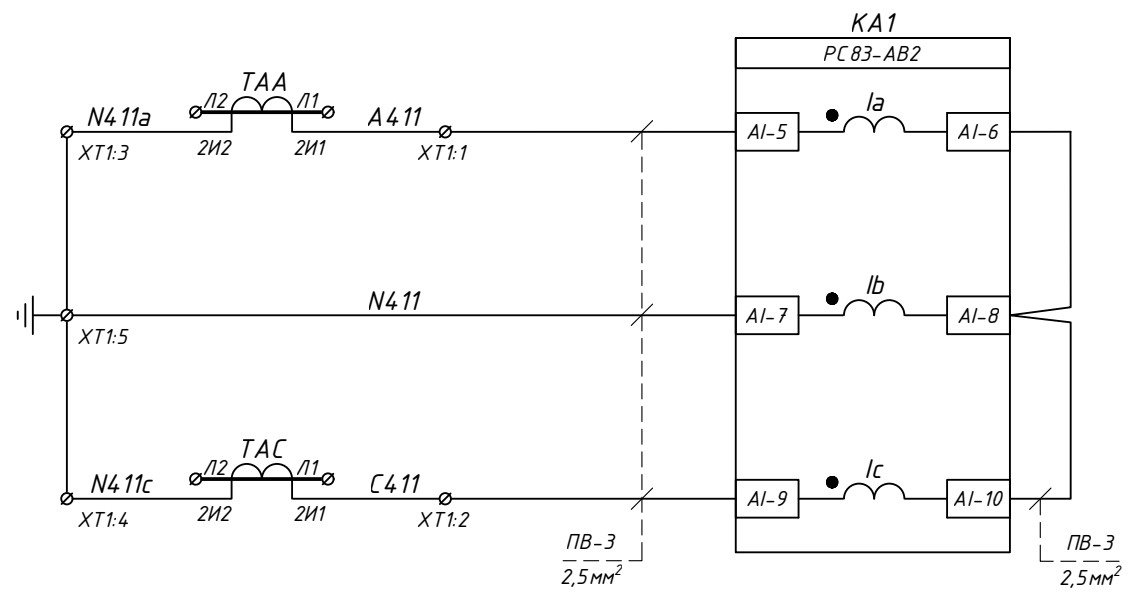 KA1
РС83-АВ2
TAA
Л2
Л1
N411a
A411
XT1:3
2И2
2И1
XT1:1
AI-5
Ia
AI-6
N411
XT1:5
AI-7
Ib
AI-8
TAC
Л2
Л1
N411c
C411
XT1:4
2И2
2И1
XT1:2
AI-9
Ic
AI-10
ПВ-3
2,5мм²
ПВ-3
2,5мм²